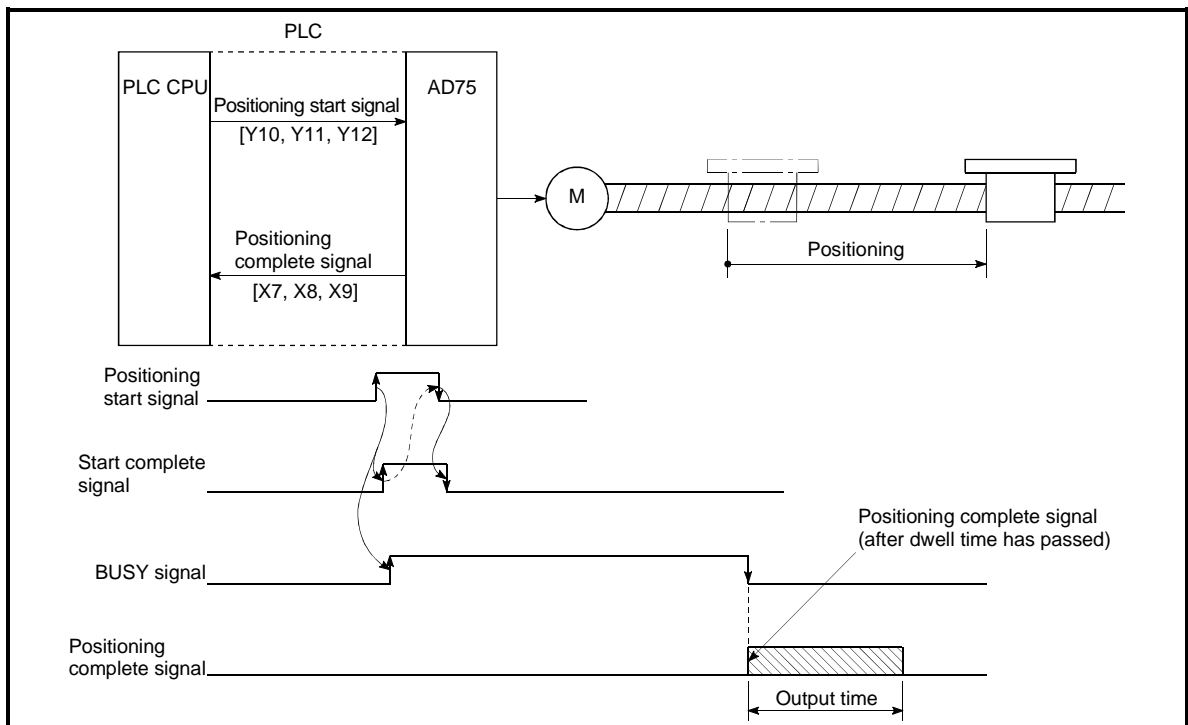 PLC
PLC CPU
AD75
Positioning start signal
[Y10, Y11, Y12]
M
Positioning
complete signal
[X7, X8, X9]
Positioning
Positioning
start signal
Start complete
signal
Positioning complete signal
(after dwell time has passed)
BUSY signal
Positioning
complete signal
Output time